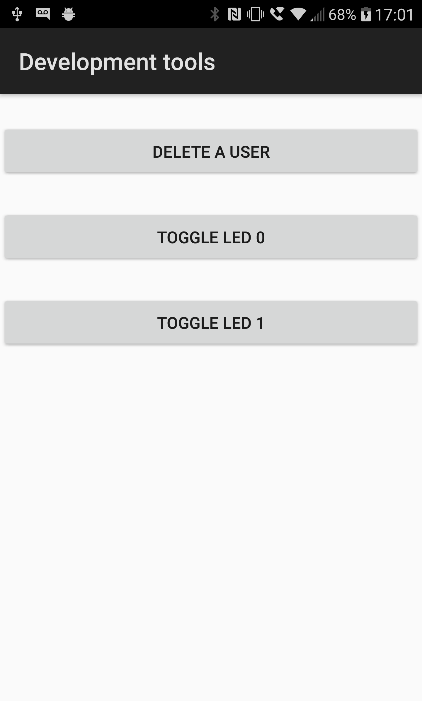 68% 17:01
Development tools
DELETE A USER
TOGGLE LED 0
TOGGLE LED 1